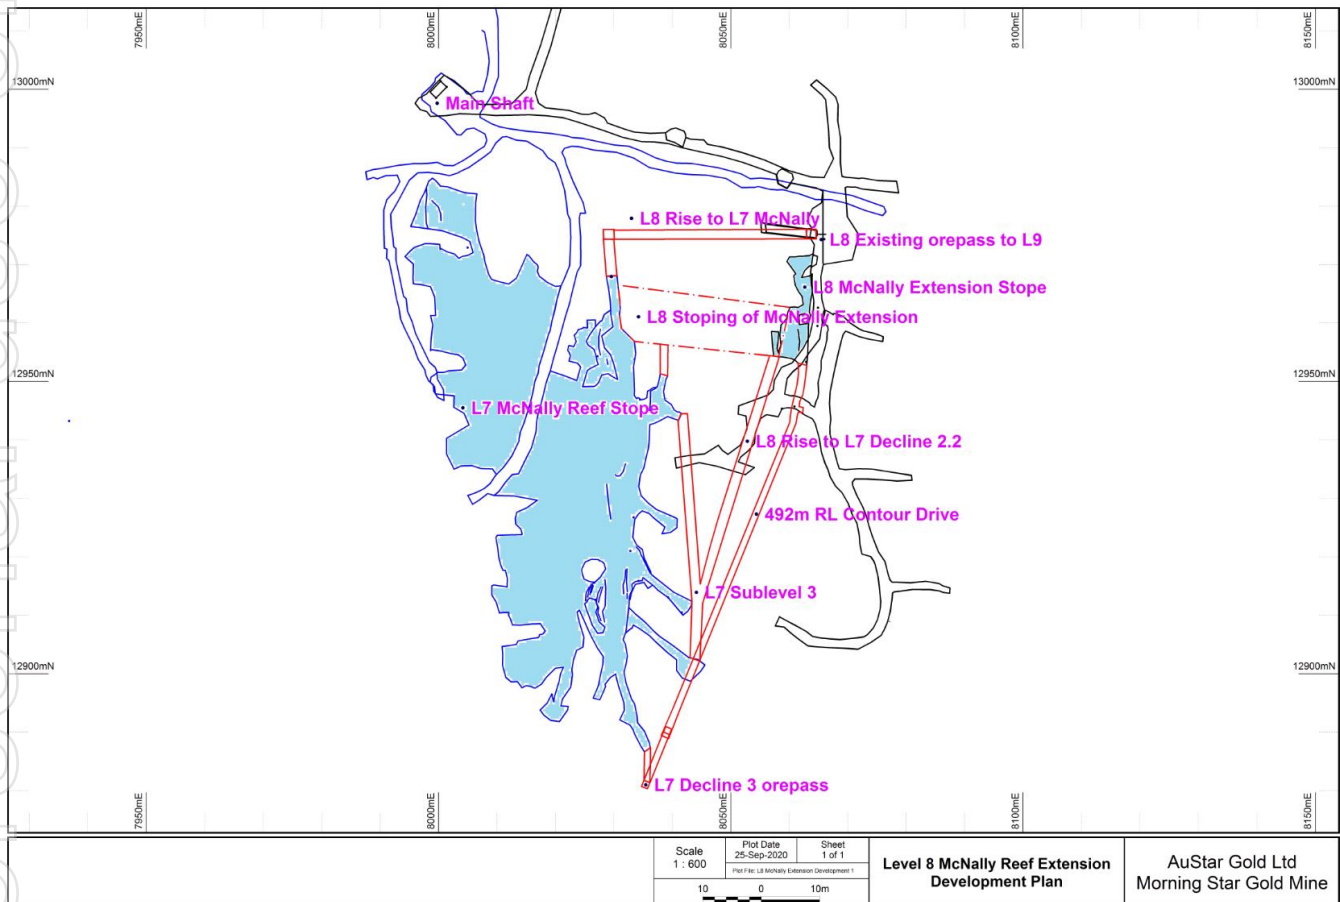 7950mE
8000mE
8050mE
8100mE
8150mE
13000mN
13000mN
Main Shaft
L8 Rise to L7 McNally
L8 Existing orepass to L9
L8 McNally Extension Stope
L8 Stoping of McNally Extension
12950mN
12950mN
L7 McNally Reef Stope
L8 Rise to L7 Decline 2.2
492m RL Contour Drive
L7 Sublevel 3
12900mN
12900mN
L7 Decline 3 orepass
7950mE
8000mE
8050mE
8100mE
8150mE
Scale
1 : 600
Plot Date
25-Sep-2020
Sheet
1 of 1
Plot File: L8 McNally Extension Development 1
10 0 10m
Level 8 McNally Reef Extension
Development Plan
AuStar Gold Ltd
Morning Star Gold Mine